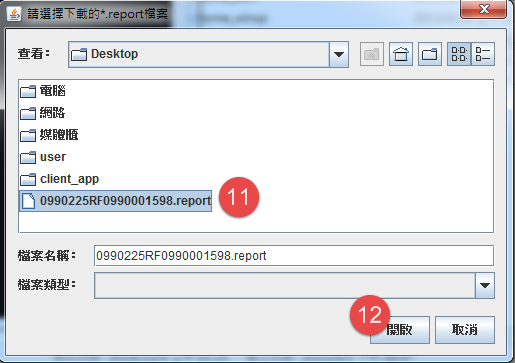 請選擇下載的*.report檔案
查看： Desktop
電腦
網路
媒體櫃
user
client_app
0990225RF0990001598.report 11
檔案名稱： 0990225RF0990001598.report
檔案類型：
12
開啟 取消